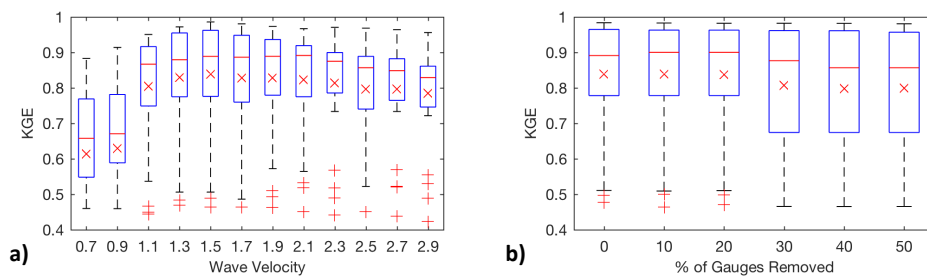 KGE
1
0.9
0.8
0.7
0.6
0.5
0.4
0.7 0.9 1.1 1.3 1.5 1.7 1.9 2.1 2.3 2.5 2.7 2.9
Wave Velocity
a)
KGE
1
0.9
0.8
0.7
0.6
0.5
0.4
0 10 20 30 40 50
% of Gauges Removed
b)